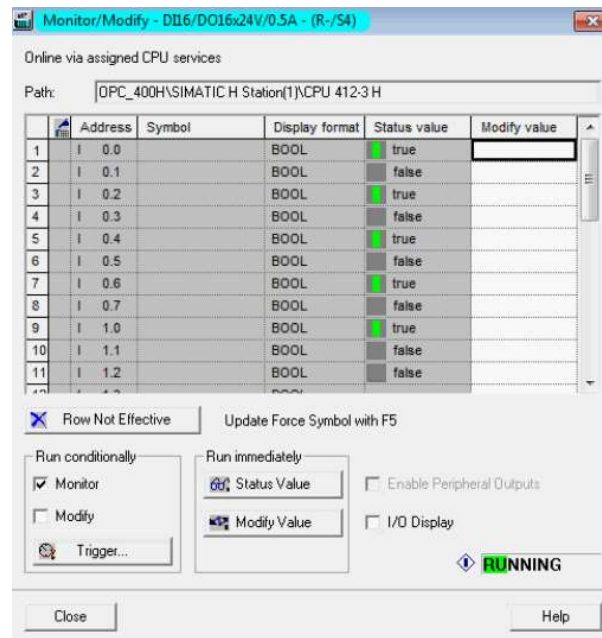 Monitor/Modify - DI16/DO16x24V/0.5A - (R-/S4)
Online via assigned CPU services
Path: OPC_400H\SIMATIC H Station(1)\CPU 412-3 H
Address Symbol Display format Status value Modify value
1 I 0.0 BOOL true
2 I 0.1 BOOL false
3 I 0.2 BOOL true
4 I 0.3 BOOL false
5 I 0.4 BOOL true
6 I 0.5 BOOL false
7 I 0.6 BOOL true
8 I 0.7 BOOL false
9 I 1.0 BOOL true
10 I 1.1 BOOL false
11 I 1.2 BOOL false
Row Not Effective Update Force Symbol with F5
Run conditionally Run immediately
Monitor Status Value Enable Peripheral Outputs
Modify Modify Value I/O Display
Trigger... RUNNING
Close Help